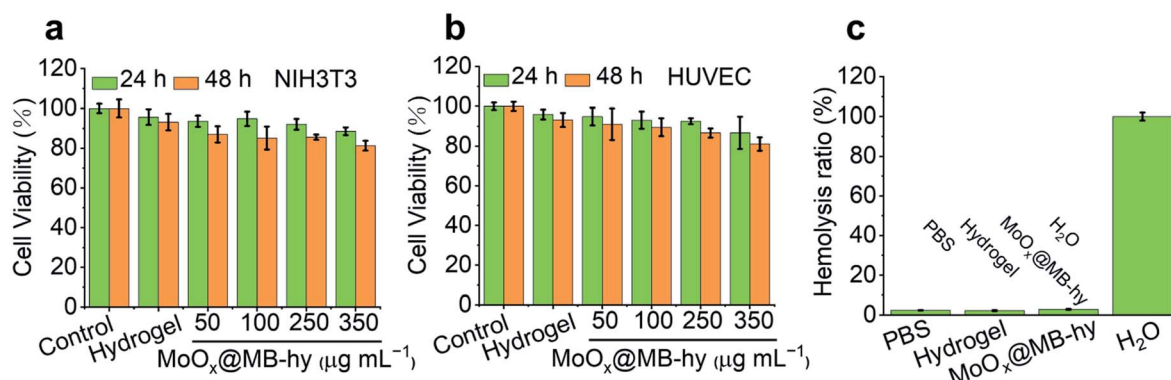 a
24 h 48 h NIH3T3
Cell Viability (%)
120
100
80
60
40
20
0
Control Hydrogel 50 100 250 350
MoOₓ@MB-hy (μg mL⁻¹)
b
24 h 48 h HUVEC
Cell Viability (%)
120
100
80
60
40
20
0
Control Hydrogel 50 100 250 350
MoOₓ@MB-hy (μg mL⁻¹)
c
Hemolysis ratio (%)
120
100
80
60
40
20
0
PBS Hydrogel MoOₓ@MB-hy H₂O
PBS Hydrogel MoOₓ@MB-hy H₂O